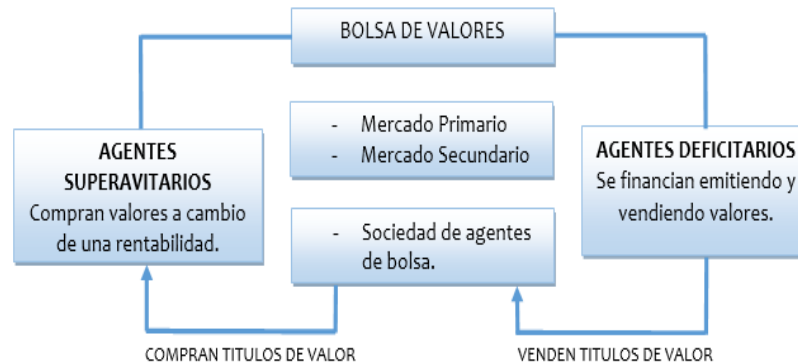 BOLSA DE VALORES
- Mercado Primario
- Mercado Secundario
AGENTES
SUPERAVITARIOS
Compran valores a cambio
de una rentabilidad.
AGENTES DEFICITARIOS
Se financian emitiendo y
vendiendo valores.
- Sociedad de agentes
de bolsa.
COMPRAN TITULOS DE VALOR
VENDEN TITULOS DE VALOR